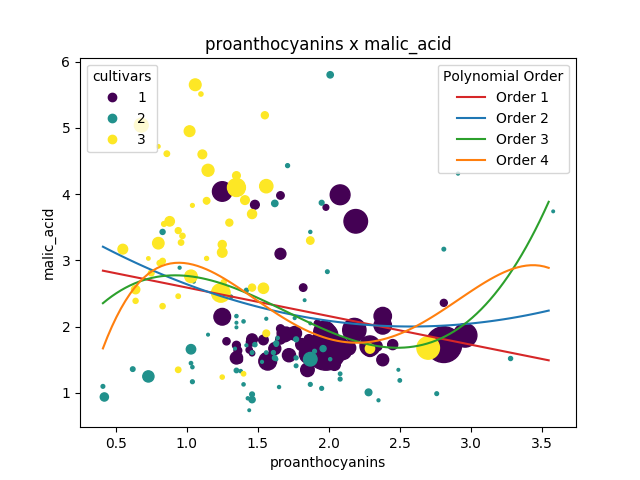 proanthocyanins x malic_acid
cultivars
1
2
3
Polynomial Order
Order 1
Order 2
Order 3
Order 4
malic_acid
6
5
4
3
2
1
0.5 1.0 1.5 2.0 2.5 3.0 3.5
proanthocyanins